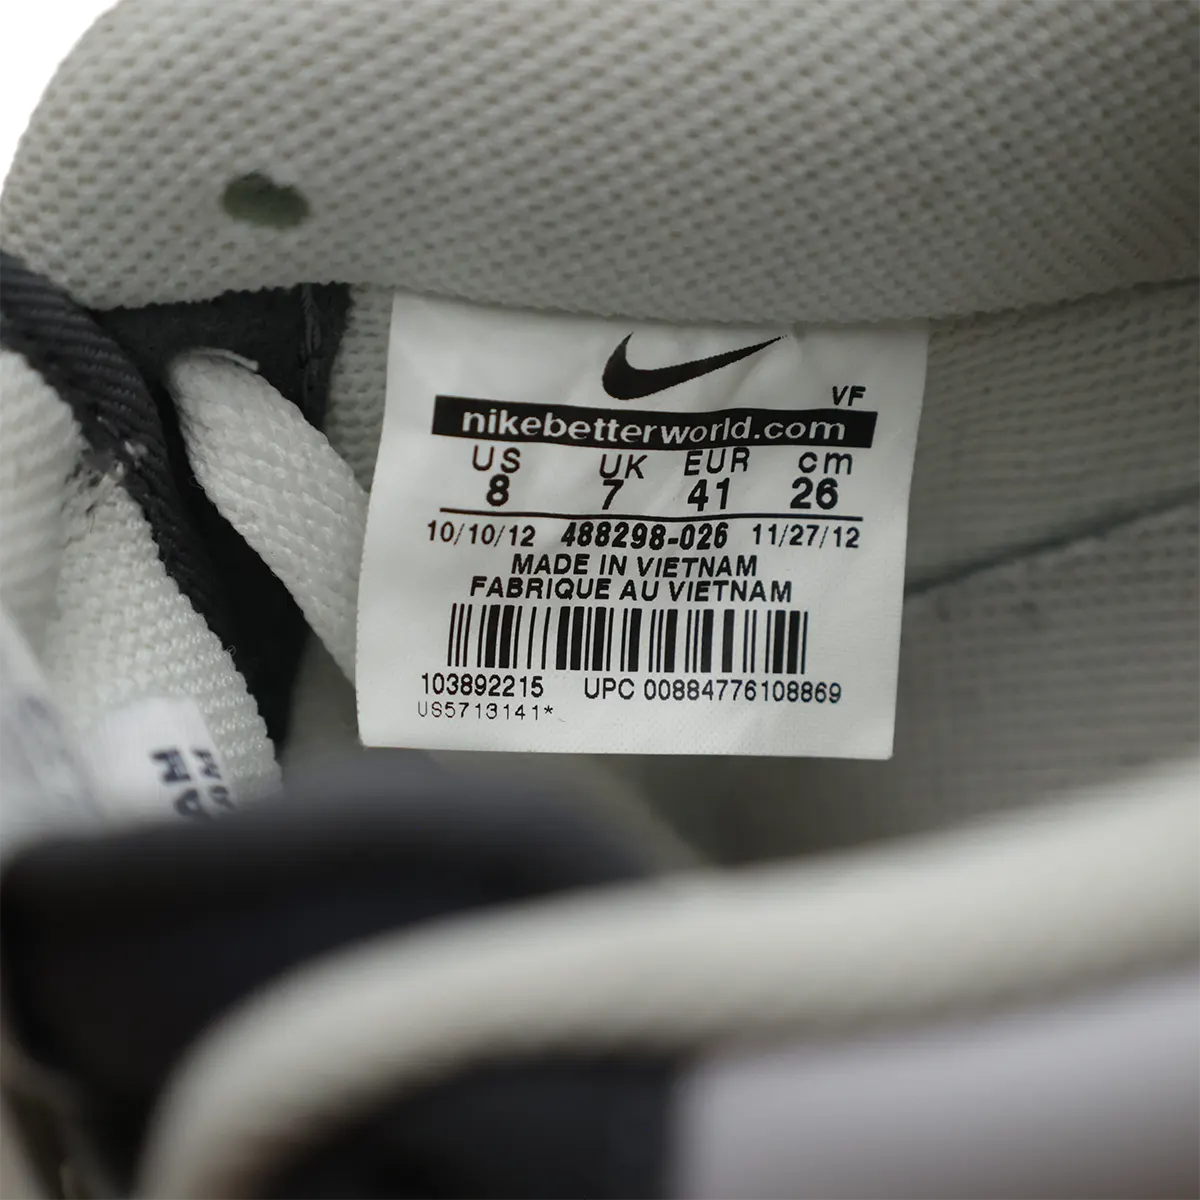 VF
nikebetterworld.com
US UK EUR cm
8 7 41 26
10/10/12 488298-026 11/27/12
MADE IN VIETNAM
FABRIQUE AU VIETNAM
103892215 UPC 00884776108869
US5713141*